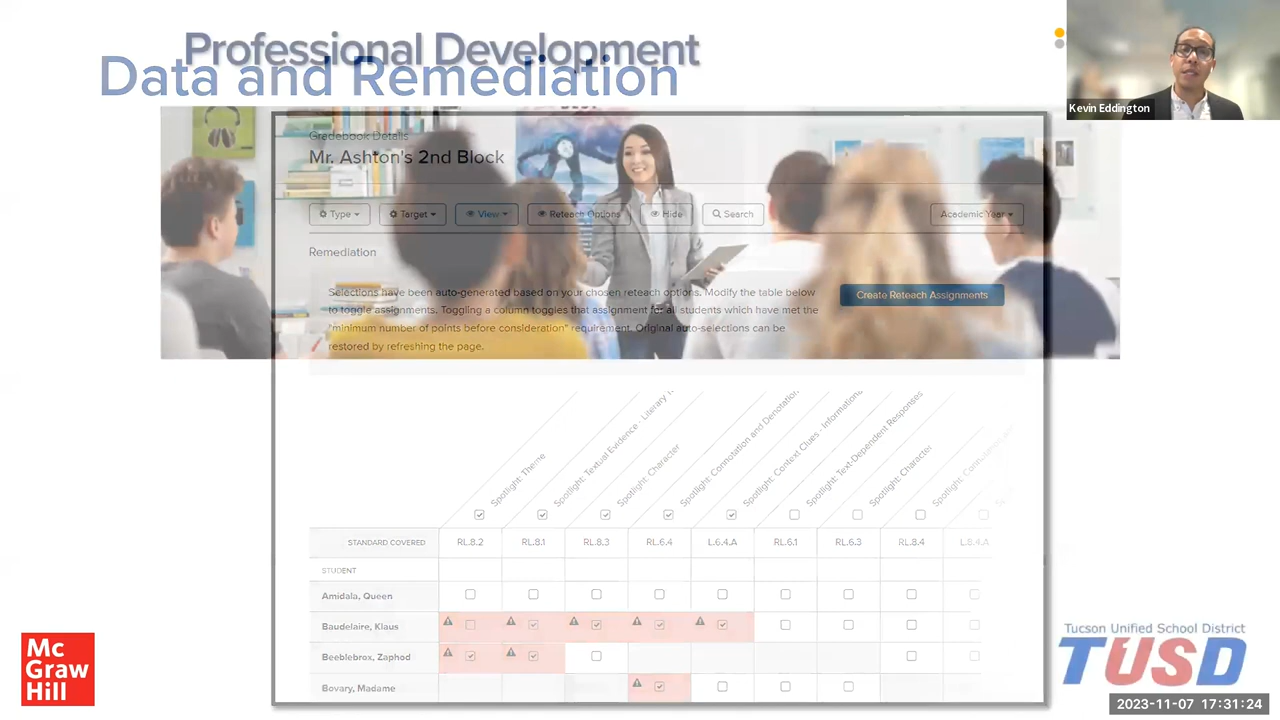 Professional Development
Data and Remediation
Kevin Eddington
Gradebook Details
Mr. Ashton's 2nd Block
Type
Target
View
Reteach Options
Hide
Search
Academic Year
Remediation
Selections have been auto-generated based on your chosen reteach options. Modify the table below
to toggle assignments. Toggling a column toggles that assignment for all students which have met the
"minimum number of points before consideration" requirement. Original auto-selections can be
restored by refreshing the page.
Create Reteach Assignments
Spotlight: Theme
Spotlight: Textual Evidence - Literary
Spotlight: Character
Spotlight: Connotation and Denotation
Spotlight: Context Clues - Informational
Spotlight: Text-Dependent Responses
Spotlight: Character
Spotlight:
STANDARD COVERED RL.8.2 RL.8.1 RL.8.3 RL.6.4 L.6.4.A RL.6.1 RL.6.3 RL.8.4 L.8.4.A
STUDENT
Amidala, Queen
Baudelaire, Klaus
Beeblebrox, Zaphod
Bovary, Madame
Mc
Graw
Hill
Tucson Unified School District
TUSD
2023-11-07 17:31:24